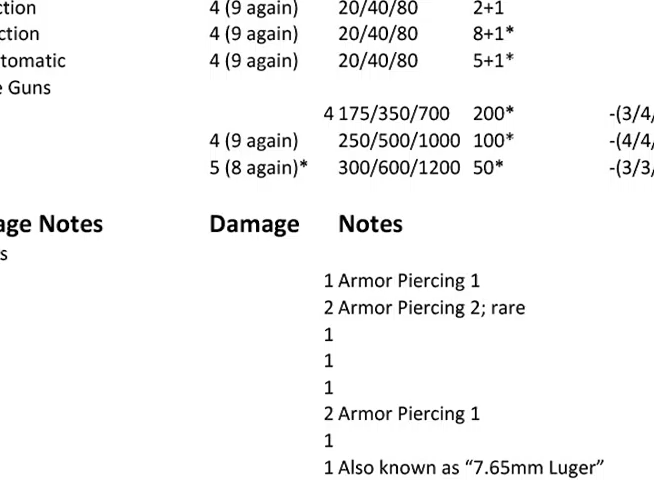 ction 4 (9 again) 20/40/80 2+1
ction 4 (9 again) 20/40/80 8+1*
tomatic 4 (9 again) 20/40/80 5+1*
e Guns
4 175/350/700 200* -(3/4/
4 (9 again) 250/500/1000 100* -(4/4/
5 (8 again)* 300/600/1200 50* -(3/3/
age Notes Damage Notes
s
1 Armor Piercing 1
2 Armor Piercing 2; rare
1
1
1
2 Armor Piercing 1
1
1 Also known as “7.65mm Luger”